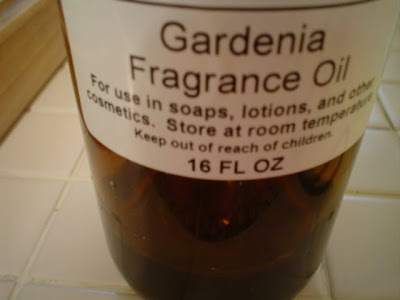 Gardenia
Fragrance Oil
For use in soaps, lotions, and other
cosmetics. Store at room temperature.
Keep out of reach of children.
16 FL OZ